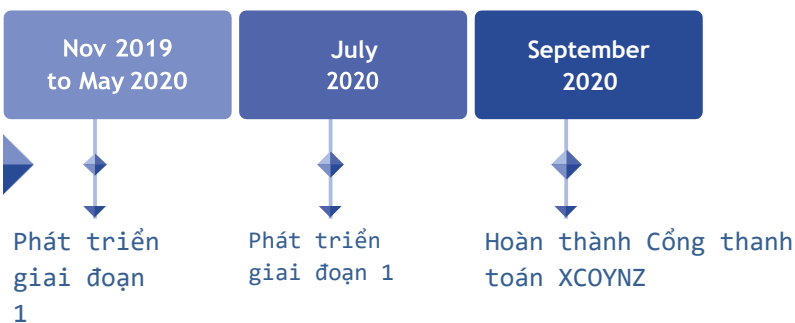 Nov 2019
to May 2020
July
2020
September
2020
Phát triển
giai đoạn
1
Phát triển
giai đoạn 1
Hoàn thành Cổng thanh
toán XCOYNZ